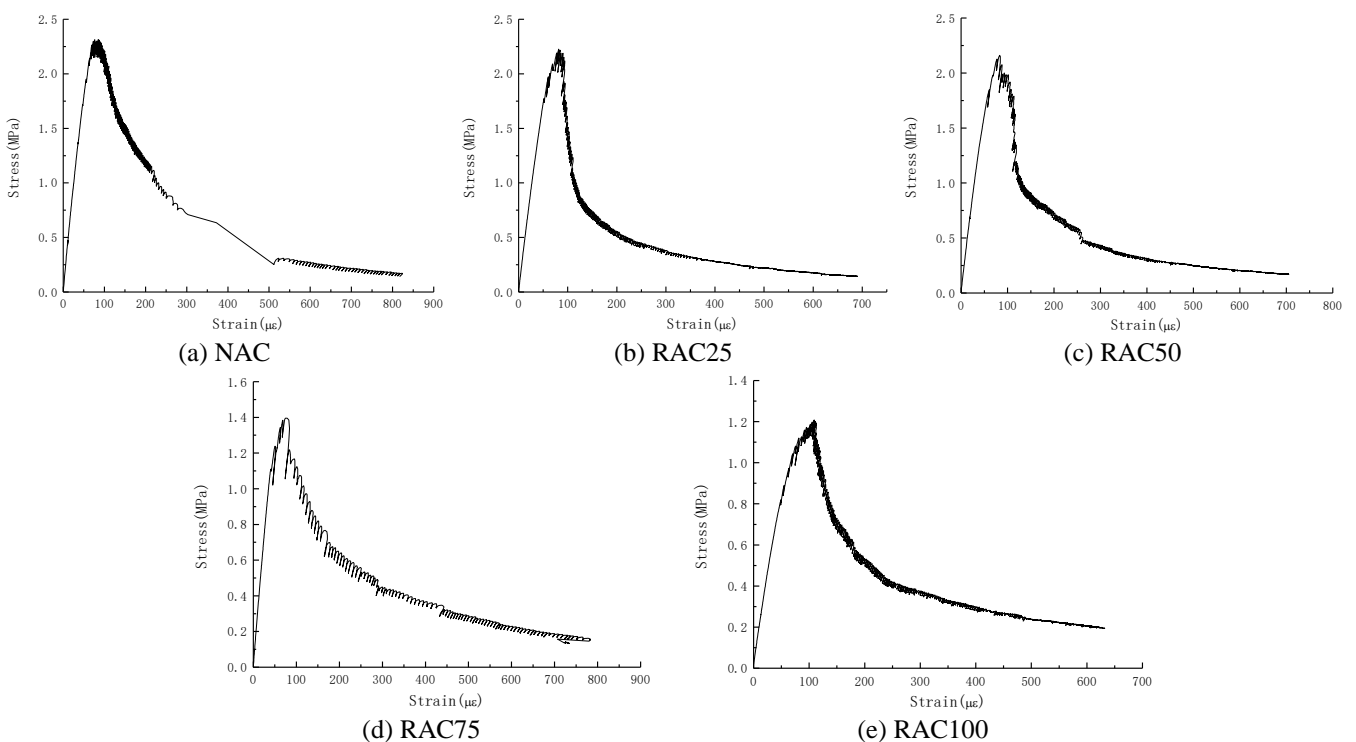 2.5
2.0
1.5
1.0
0.5
0.0
Stress(MPa)
0 100 200 300 400 500 600 700 800 900
Strain(με)
(a) NAC
2.5
2.0
1.5
1.0
0.5
0.0
Stress(MPa)
0 100 200 300 400 500 600 700
Strain(με)
(b) RAC25
2.5
2.0
1.5
1.0
0.5
0.0
Stress(MPa)
0 100 200 300 400 500 600 700 800
Strain(με)
(c) RAC50
1.6
1.4
1.2
1.0
0.8
0.6
0.4
0.2
0.0
Stress(MPa)
0 100 200 300 400 500 600 700 800 900
Strain(με)
(d) RAC75
1.4
1.2
1.0
0.8
0.6
0.4
0.2
0.0
Stress(MPa)
0 100 200 300 400 500 600 700
Strain(με)
(e) RAC100